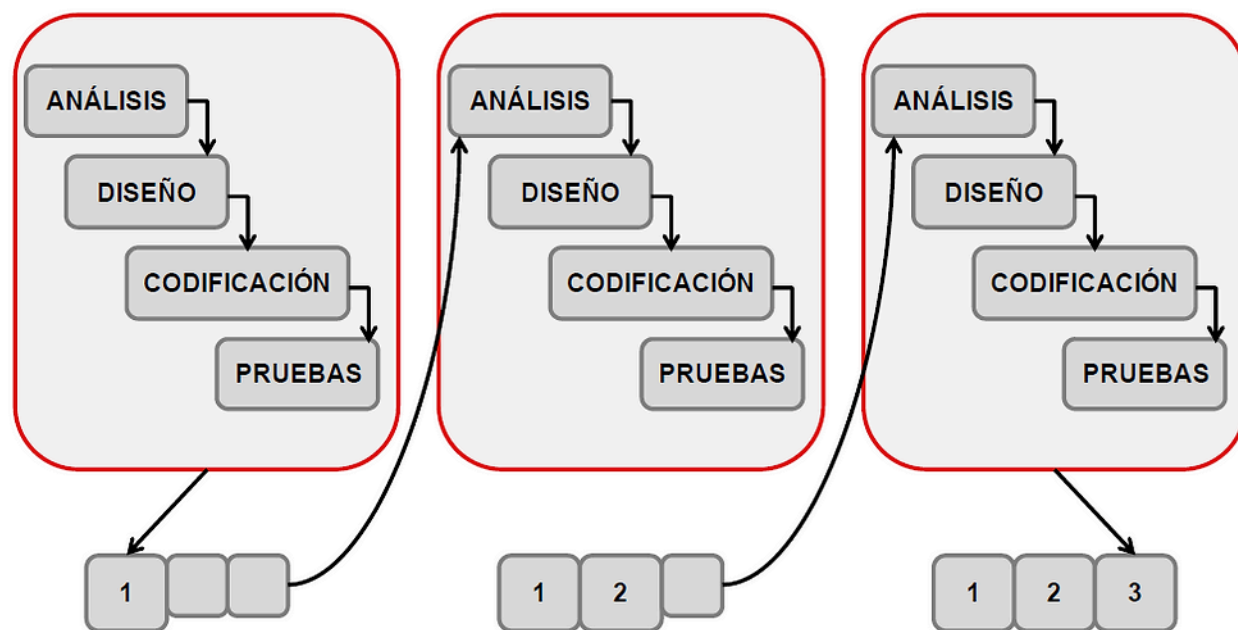 ANÁLISIS
DISEÑO
CODIFICACIÓN
PRUEBAS
1
ANÁLISIS
DISEÑO
CODIFICACIÓN
PRUEBAS
1 2
ANÁLISIS
DISEÑO
CODIFICACIÓN
PRUEBAS
1 2 3